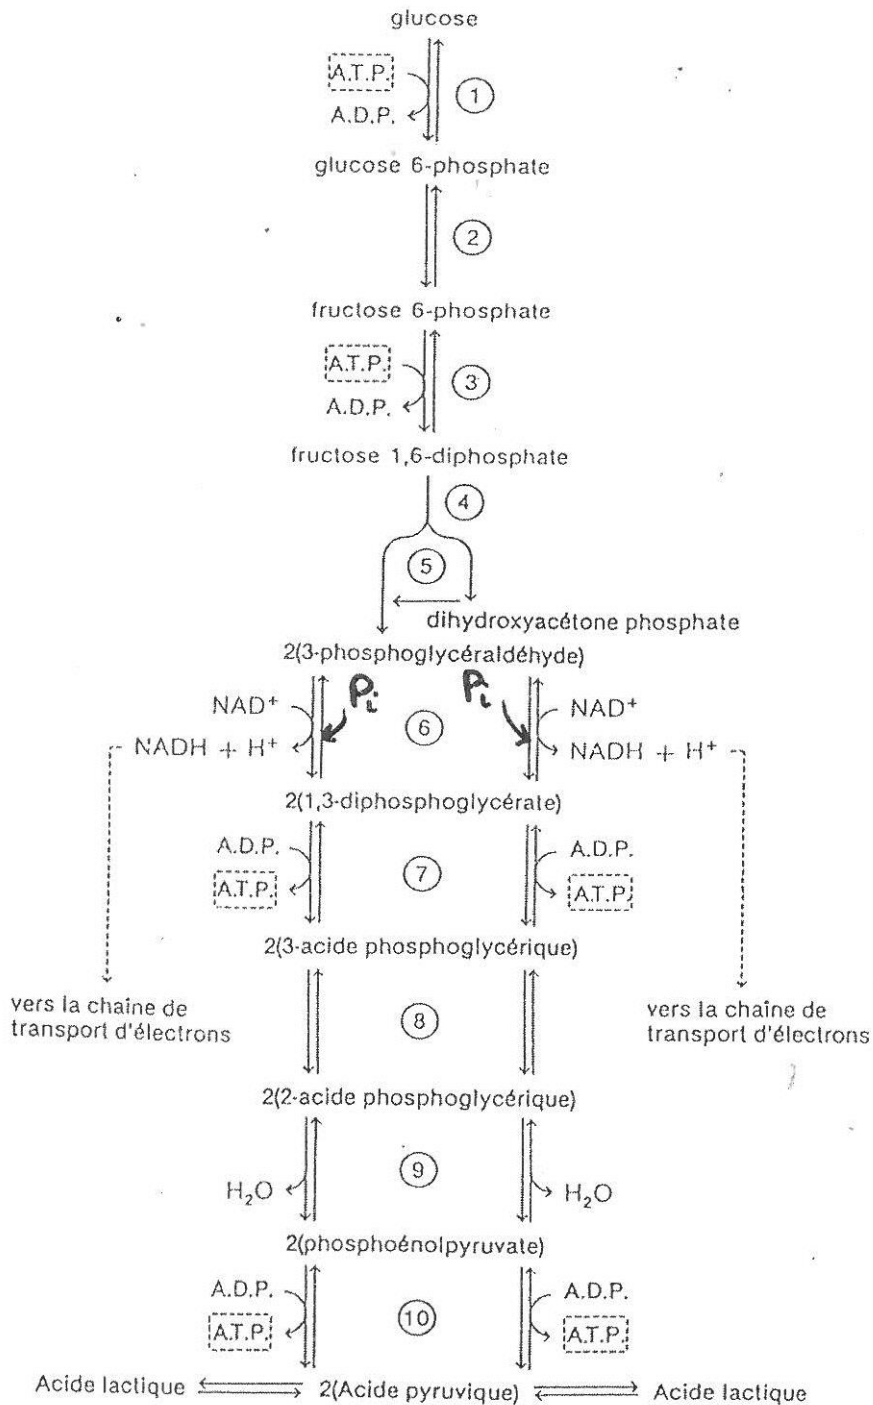 glucose
A.T.P.
A.D.P.
1
glucose 6-phosphate
2
fructose 6-phosphate
A.T.P.
A.D.P.
3
fructose 1,6-diphosphate
4
5
dihydroxyacétone phosphate
2(3-phosphoglycéraldéhyde)
Pi
Pi
NAD+
6
NAD+
NADH + H+
NADH + H+
2(1,3-diphosphoglycérate)
A.D.P.
7
A.D.P.
A.T.P.
A.T.P.
2(3-acide phosphoglycérique)
vers la chaîne de
transport d'électrons
8
vers la chaîne de
transport d'électrons
2(2-acide phosphoglycérique)
9
H2O
H2O
2(phosphoénolpyruvate)
A.D.P.
10
A.D.P.
A.T.P.
A.T.P.
Acide lactique
2(Acide pyruvique)
Acide lactique